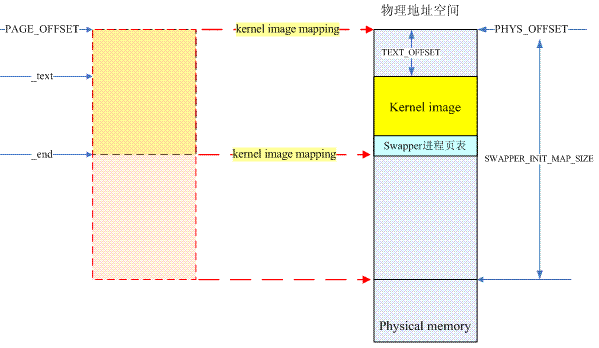 物理地址空间
PAGE_OFFSET
kernel image mapping
PHYS_OFFSET
TEXT_OFFSET
_text
Kernel image
Swapper进程页表
_end
kernel image mapping
SWAPPER_INIT_MAP_SIZE
Physical memory